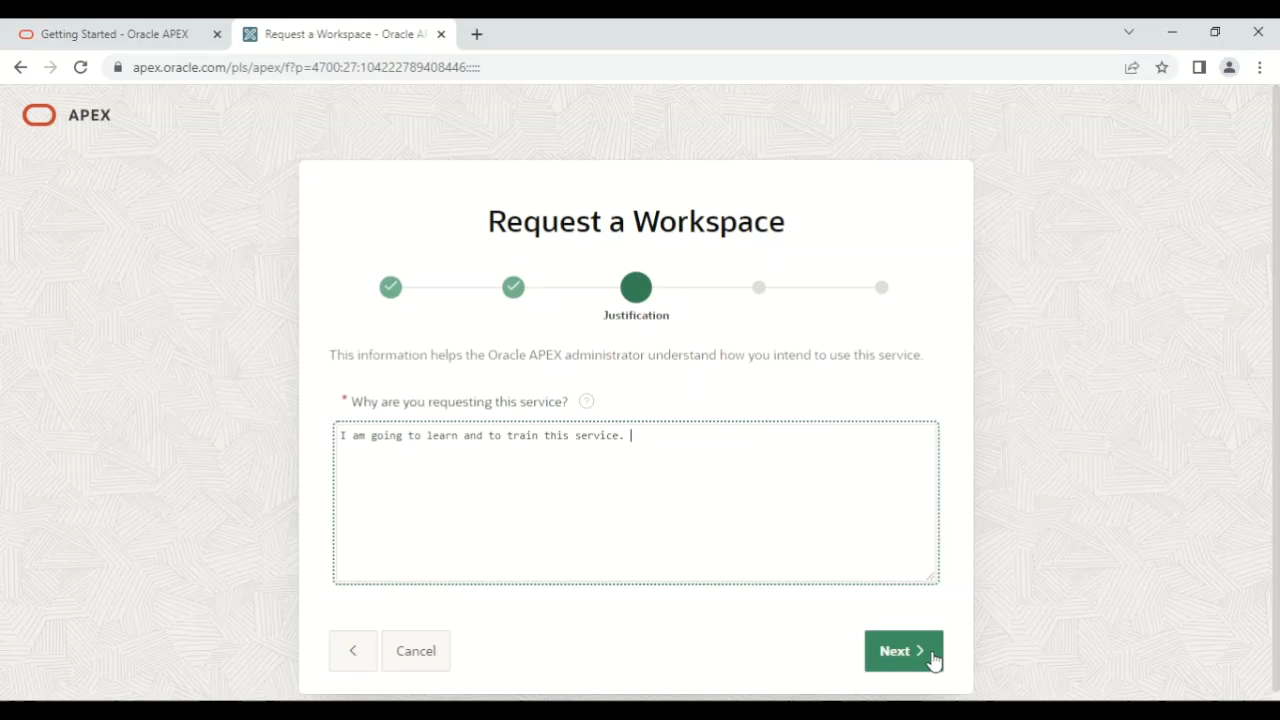 Getting Started - Oracle APEX
Request a Workspace - Oracle AP
apex.oracle.com/pls/apex/f?p=4700:27:104222789408446:::::
APEX
Request a Workspace
Justification
This information helps the Oracle APEX administrator understand how you intend to use this service.
* Why are you requesting this service? ?
I am going to learn and to train this service.
Cancel
Next